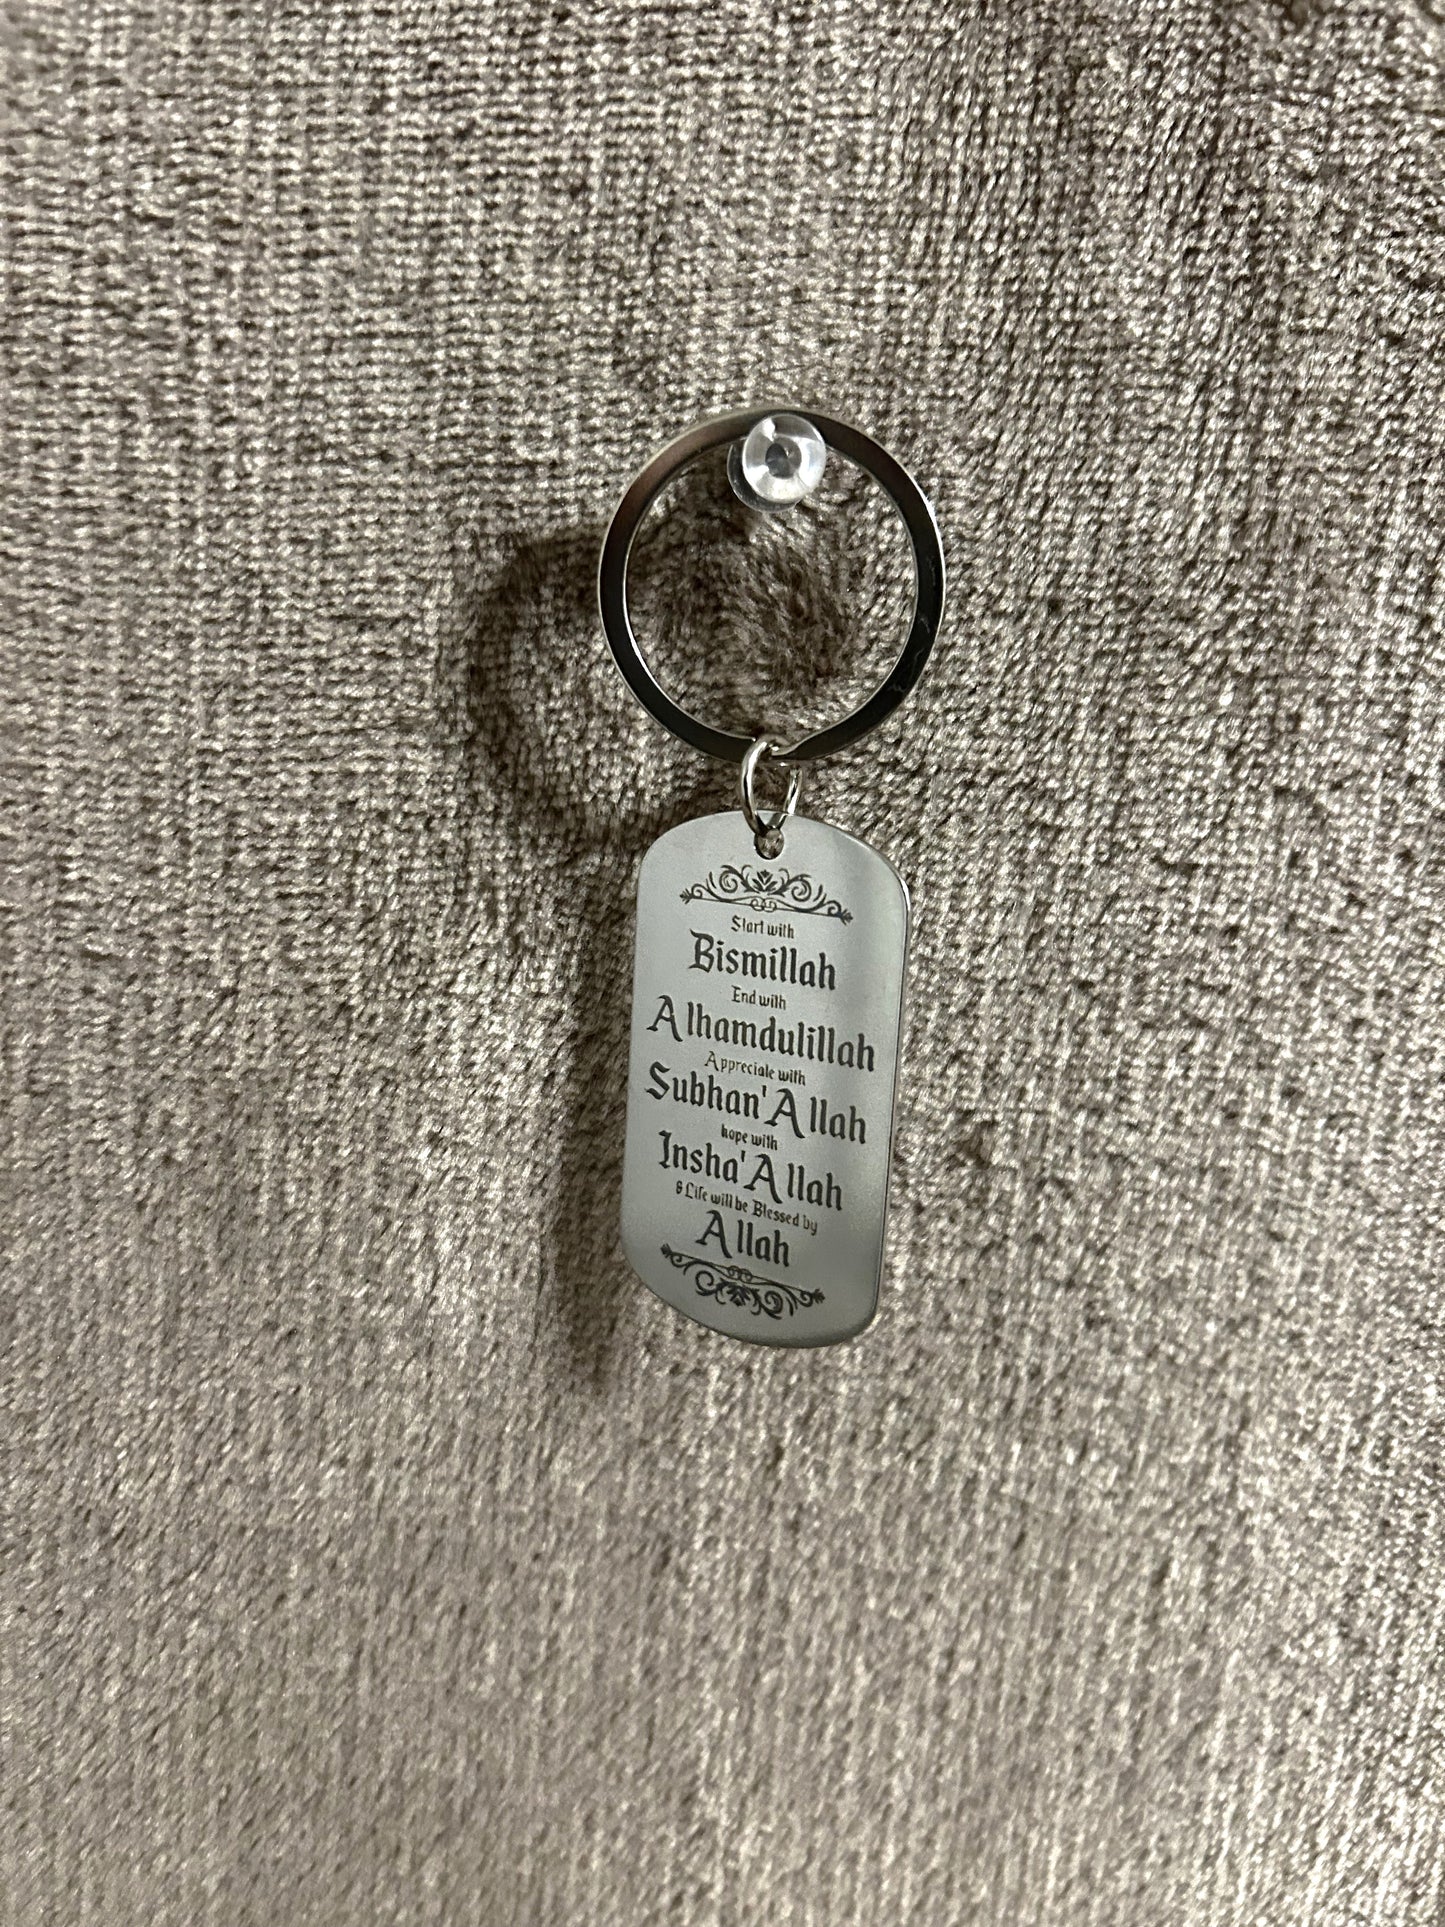 Start with
Bismillah
End with
Alhamdulillah
Appreciate with
Subhan'Allah
hope with
Insha'Allah
& Life will be Blessed by
Allah